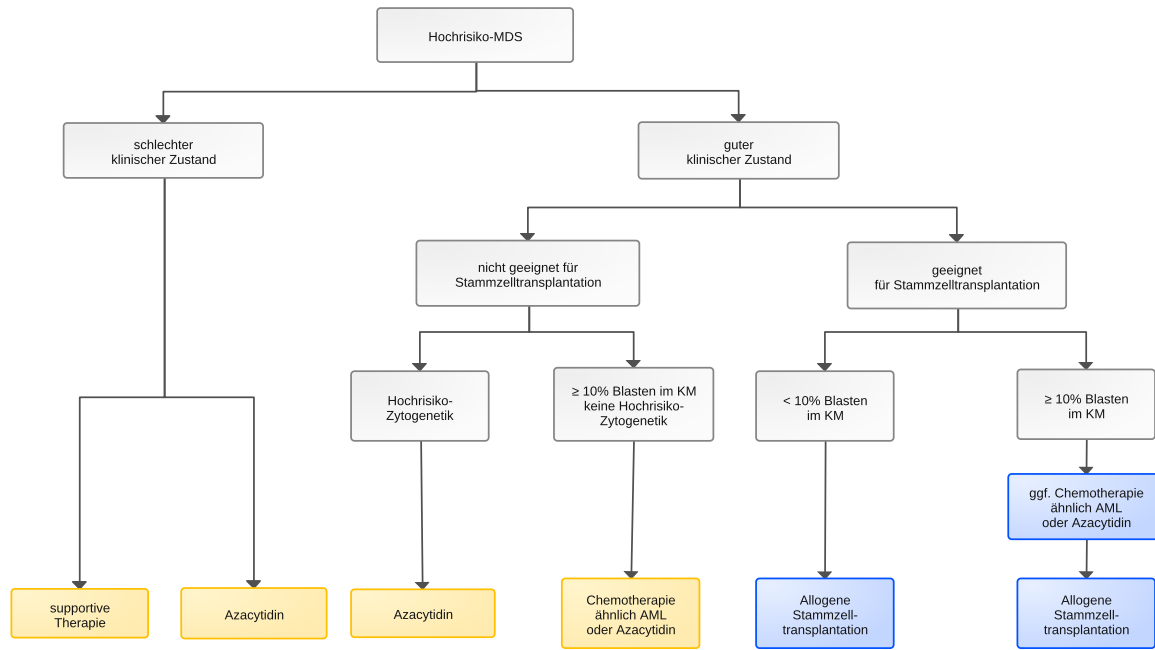 Hochrisiko-MDS
schlechter
klinischer Zustand
guter
klinischer Zustand
nicht geeignet für
Stammzelltransplantation
geeignet
für Stammzelltransplantation
Hochrisiko-
Zytogenetik
≥ 10% Blasten im KM
keine Hochrisiko-
Zytogenetik
< 10% Blasten
im KM
≥ 10% Blasten
im KM
ggf. Chemotherapie
ähnlich AML
oder Azacytidin
supportive
Therapie
Azacytidin
Azacytidin
Chemotherapie
ähnlich AML
oder Azacytidin
Allogene
Stammzell-
transplantation
Allogene
Stammzell-
transplantation